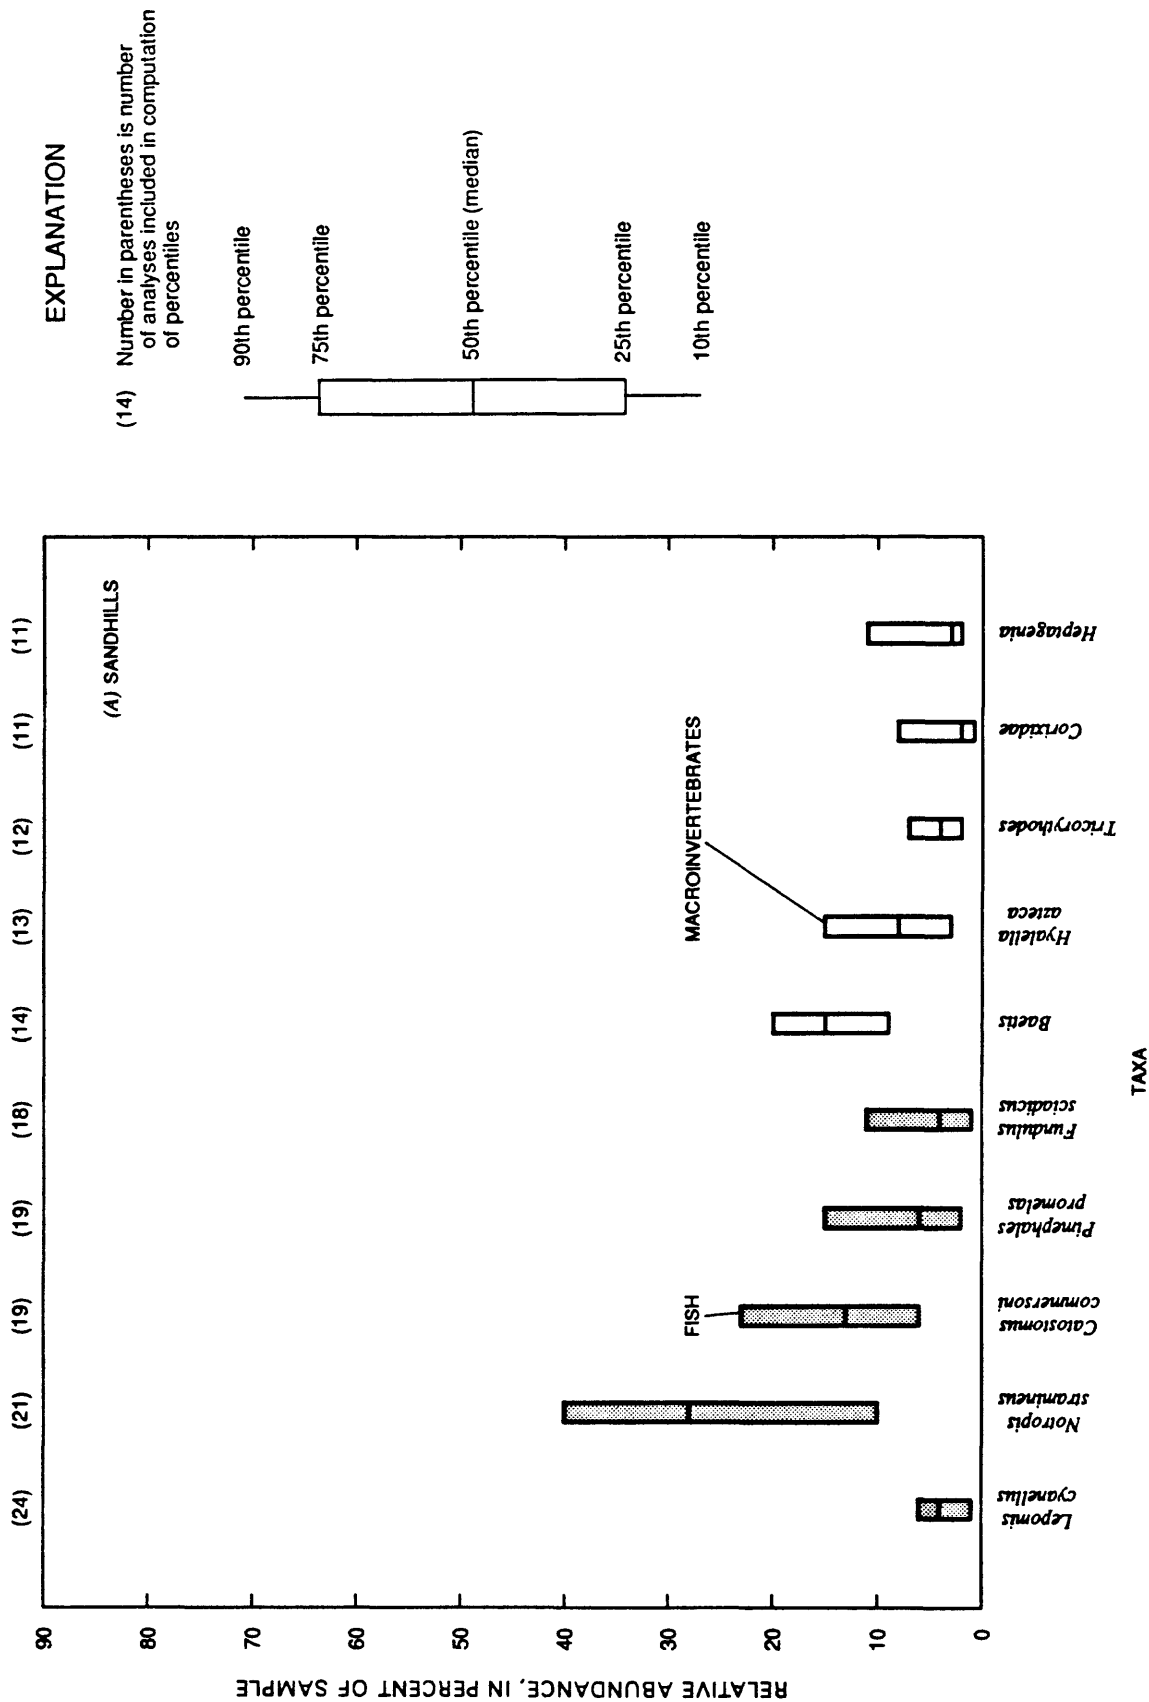 EXPLANATION
(14) Number in parentheses is number
of analyses included in computation
of percentiles
90th percentile
75th percentile
50th percentile (median)
25th percentile
10th percentile
(24) (21) (19) (19) (18) (14) (13) (12) (11) (11)
(A) SANDHILLS
FISH
MACROINVERTEBRATES
RELATIVE ABUNDANCE, IN PERCENT OF SAMPLE
90
80
70
60
50
40
30
20
10
0
Lepomis
cyanellus
Notropis
stramineus
Catostomus
commersoni
Pimephales
promelas
Fundulus
sciadicus
Baetis
Hyalella
azteca
Tricorythodes
Corixidae
Heptagenia
TAXA